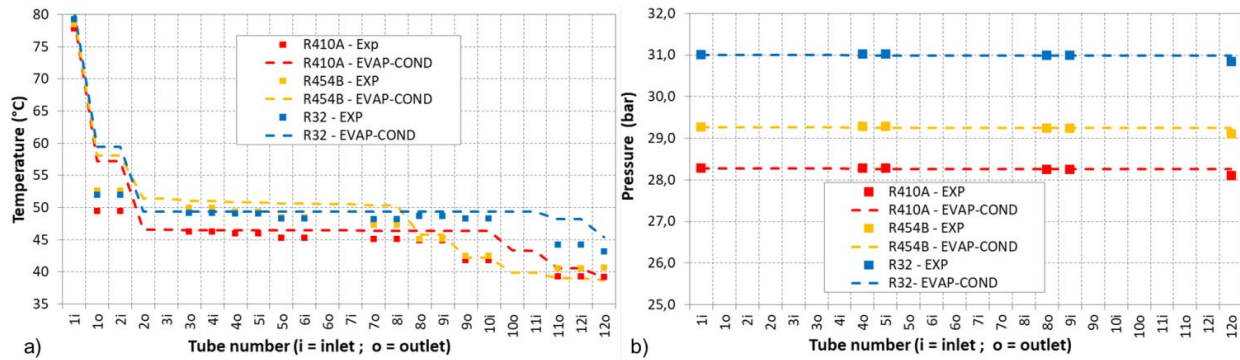 80
75
70
65
60
55
50
45
40
35
Temperature (°C)
R410A - Exp
R410A - EVAP-COND
R454B - EXP
R454B - EVAP-COND
R32 - EXP
R32 - EVAP-COND
1i 1o 2i 2o 3o 4i 4o 5i 5o 6i 7o 8i 8o 9i 9o 10i 10o 11i 11o 12i 12o
Tube number (i = inlet ; o = outlet)
a)
32,0
31,0
30,0
29,0
28,0
27,0
26,0
25,0
Pressure (bar)
R410A - EXP
R410A - EVAP-COND
R454B - EXP
R454B - EVAP-COND
R32 - EXP
R32- EVAP-COND
1i 1o 2i 2o 3i 3o 4i 4o 5i 5o 6i 6o 7i 7o 8i 8o 9i 9o 10i 10o 11i 11o 12i 12o
Tube number (i = inlet ; o = outlet)
b)